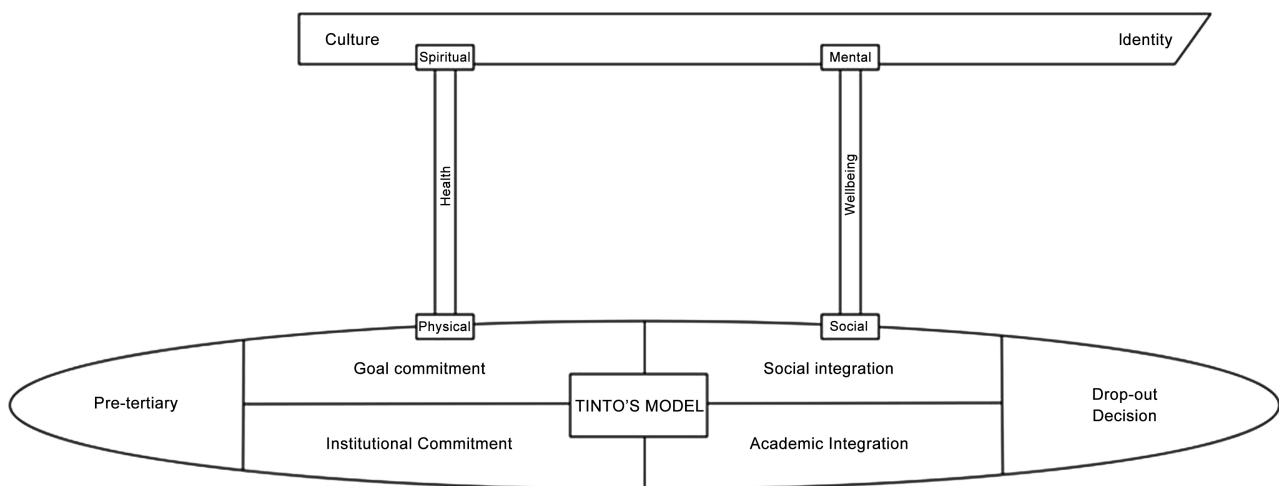 Culture
Identity
Spiritual
Mental
Health
Wellbeing
Physical
Social
Goal commitment
Social integration
Pre-tertiary
TINTO'S MODEL
Drop-out
Decision
Institutional Commitment
Academic Integration